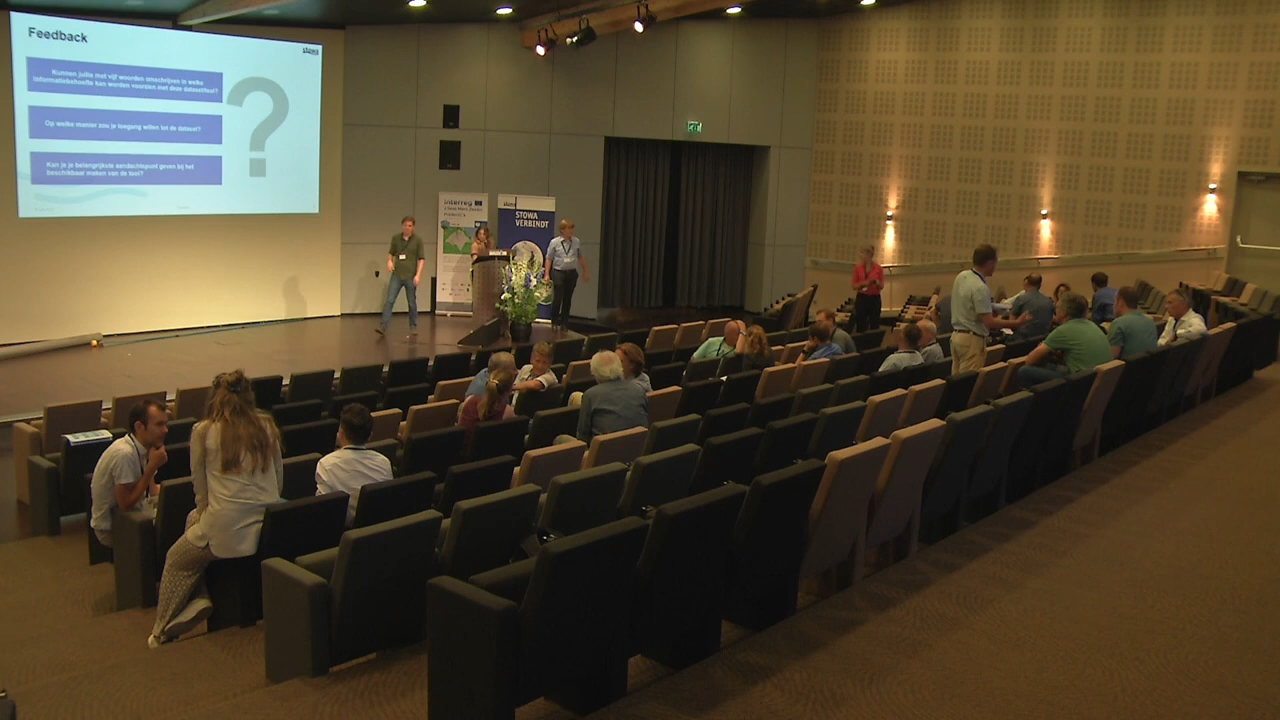 Feedback
stowa
Kunnen jullie met vijf woorden omschrijven in welke
informatiebehoefte kan worden voorzien met deze dataset/tool?
Op welke manier zou je toegang willen tot de dataset?
Kan je je belangrijkste aandachtspunt geven bij het
beschikbaar maken van de tool?
?
Interreg
STOWA
VERBINDT